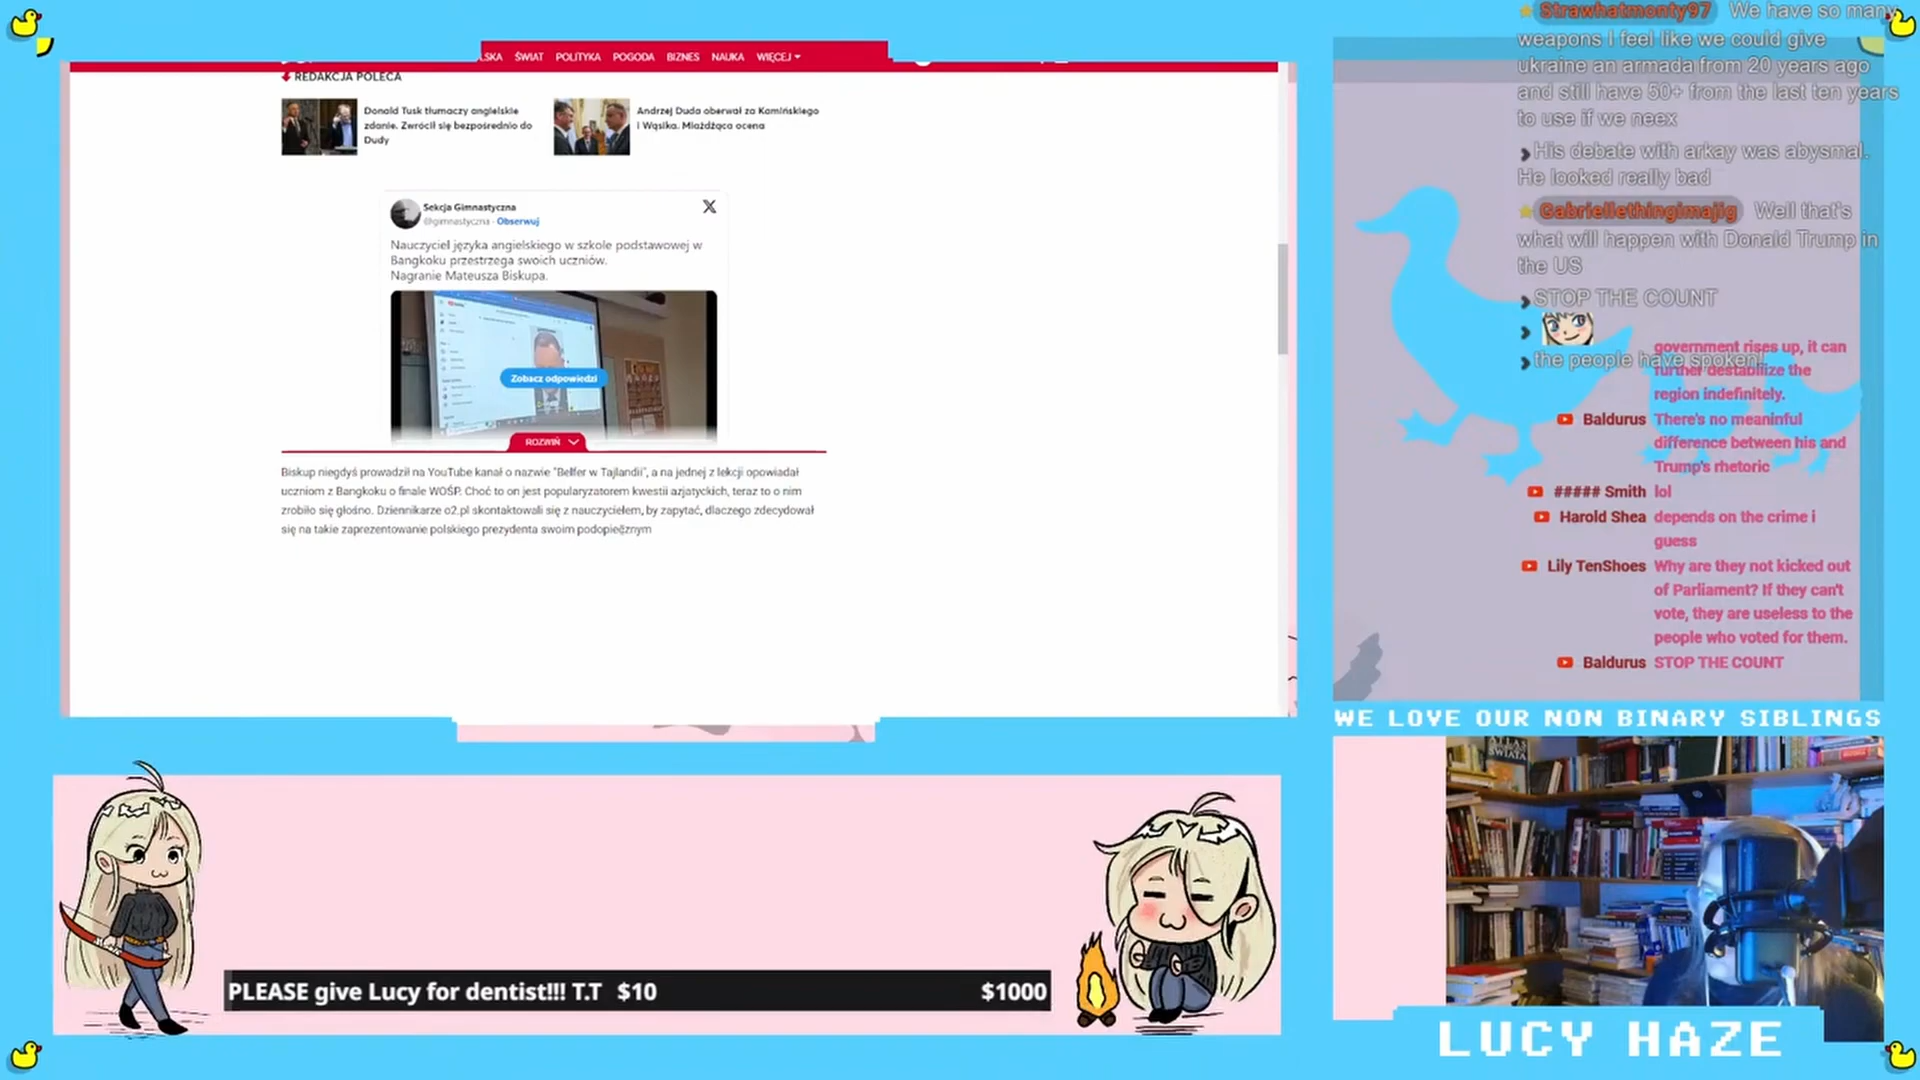 LSKA ŚWIAT POLITYKA POGODA BIZNES NAUKA WIĘCEJ
REDAKCJA POLECA
Donald Tusk tłumaczy angielskie
zdanie. Zwrócił się bezpośrednio do
Dudy
Andrzej Duda oberwał za Kamińskiego
i Wąsika. Miażdżąca ocena
Sekcja Gimnastyczna
@gimnastyczna · Obserwuj
Nauczyciel języka angielskiego w szkole podstawowej w
Bangkoku przestrzega swoich uczniów.
Nagranie Mateusza Biskupa.
Zobacz odpowiedzi
ROZWIŃ
Biskup niegdyś prowadził na YouTube kanał o nazwie "Belfer w Tajlandii", a na jednej z lekcji opowiadał
uczniom z Bangkoku o finale WOŚP. Choć to on jest popularyzatorem kwestii azjatyckich, teraz to o nim
zrobiło się głośno. Dziennikarze o2.pl skontaktowali się z nauczycielem, by zapytać, dlaczego zdecydował
się na takie zaprezentowanie polskiego prezydenta swoim podopiecznym
Strawhatmonty97 We have so many
weapons I feel like we could give
ukraine an armada from 20 years ago
and still have 50+ from the last ten years
to use if we neex
His debate with arkay was abysmal.
He looked really bad
Gabriellethingimajig Well that's
what will happen with Donald Trump in
the US
STOP THE COUNT
the people have spoken!
government rises up, it can
further destabilize the
region indefinitely.
Baldurus There's no meaninful
difference between his and
Trump's rhetoric
##### Smith lol
Harold Shea depends on the crime i
guess
Lily TenShoes Why are they not kicked out
of Parliament? If they can't
vote, they are useless to the
people who voted for them.
Baldurus STOP THE COUNT
WE LOVE OUR NON BINARY SIBLINGS
ATLAS
ŚWIATA
PLEASE give Lucy for dentist!!! T.T $10 $1000
LUCY HAZE